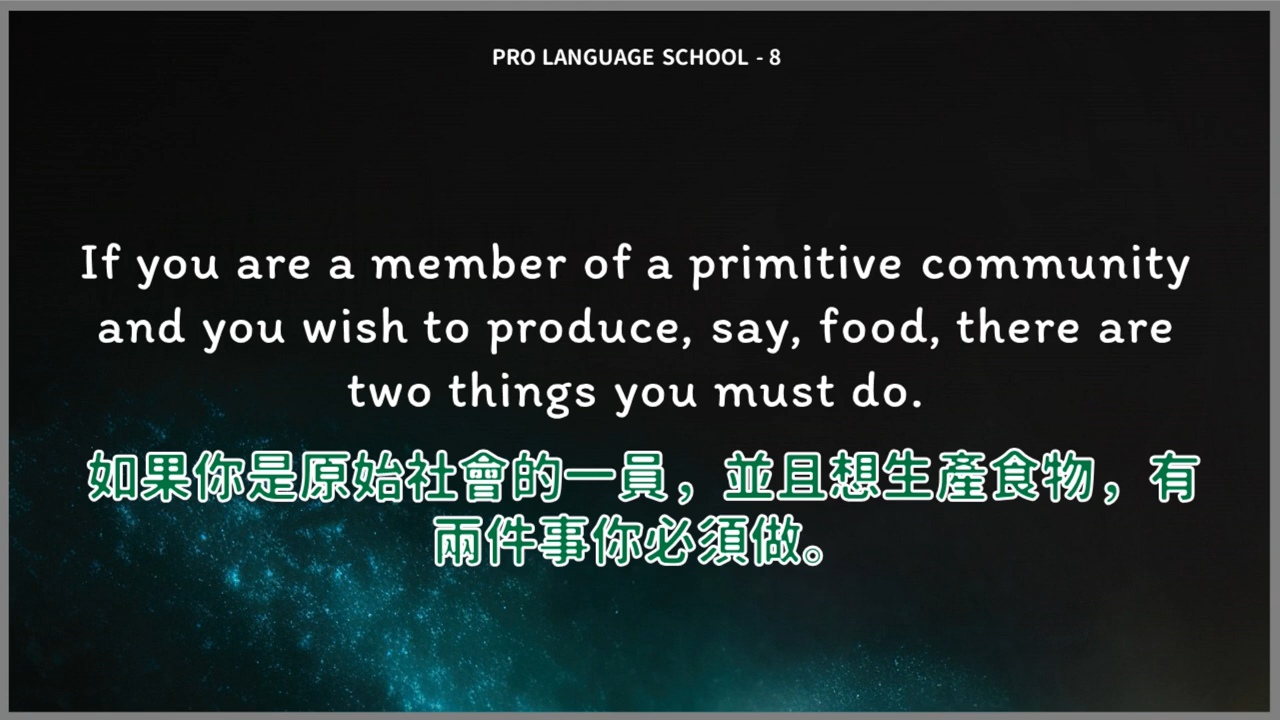 PRO LANGUAGE SCHOOL - 8
If you are a member of a primitive community
and you wish to produce, say, food, there are
two things you must do.
如果你是原始社會的一員，並且想生產食物，有
兩件事你必須做。